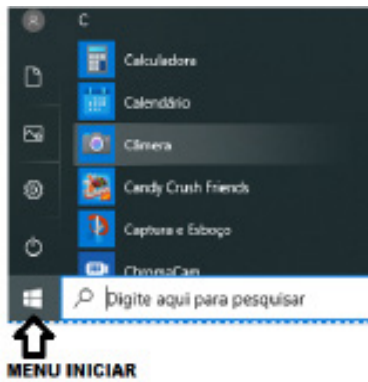 C
Calculadora
Calendário
Câmera
Candy Crush Friends
Captura e Esboço
ChromaCam
Digite aqui para pesquisar
MENU INICIAR